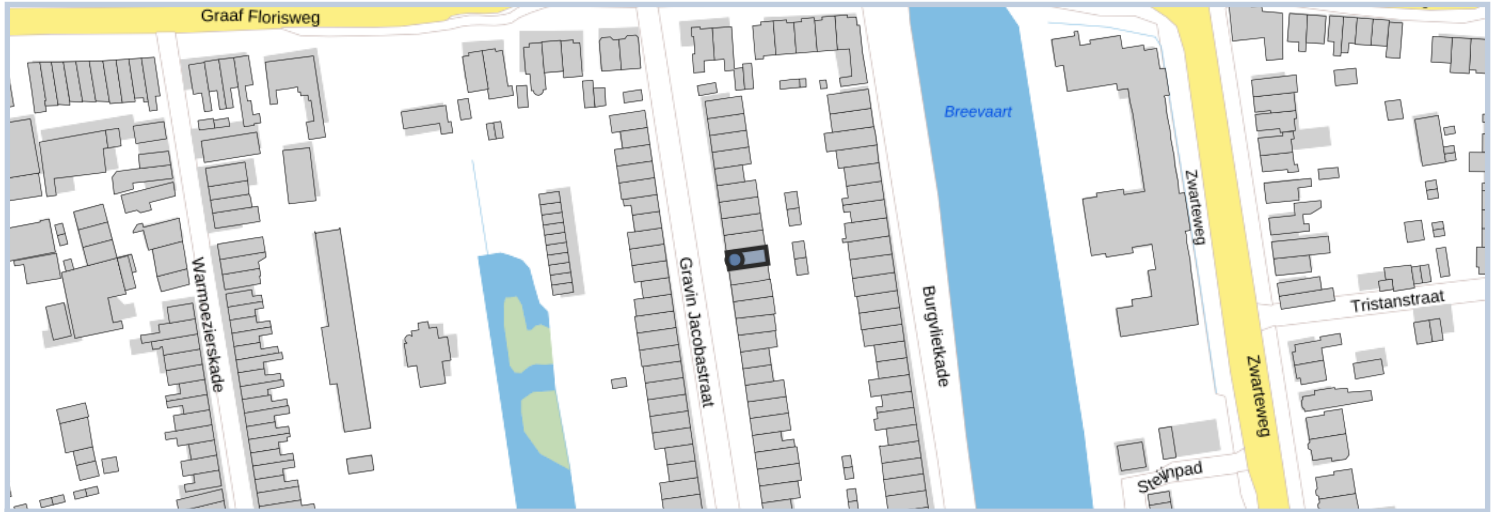 Graaf Florisweg
Breevaart
Zwarteweg
Warmoezierskade
Gravin Jacobastraat
Burgvlietkade
Tristanstraat
Zwarteweg
Steijnpad